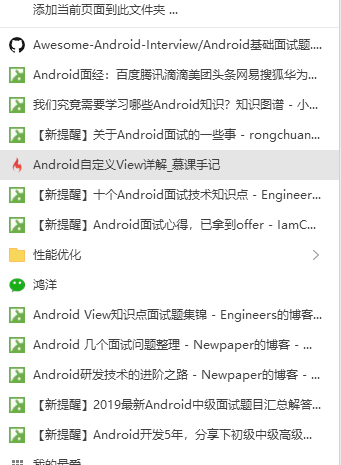 添加当前页面到此文件夹 ...
Awesome-Android-Interview/Android基础面试题....
Android面经：百度腾讯滴滴美团头条网易搜狐华为...
我们究竟需要学习哪些Android知识？知识图谱 - 小...
【新提醒】关于Android面试的一些事 - rongchuan...
Android自定义View详解_慕课手记
【新提醒】十个Android面试技术知识点 - Engineer...
【新提醒】Android面试心得，已拿到offer - IamC...
性能优化
鸿洋
Android View知识点面试题集锦 - Engineers的博客...
Android 几个面试问题整理 - Newpaper的博客 - ...
Android研发技术的进阶之路 - Newpaper的博客 - ...
【新提醒】2019最新Android中级面试题目汇总解答...
【新提醒】Android开发5年，分享下初级中级高级...
我的最爱